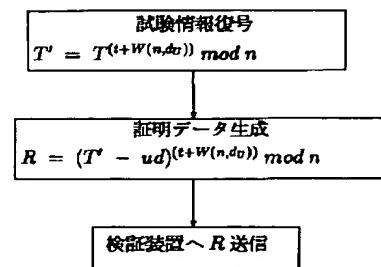 試験情報復号
T' = T^(t+W(n,d_U)) mod n
証明データ生成
R = (T' - ud)^(t+W(n,d_U)) mod n
検証装置へ R 送信